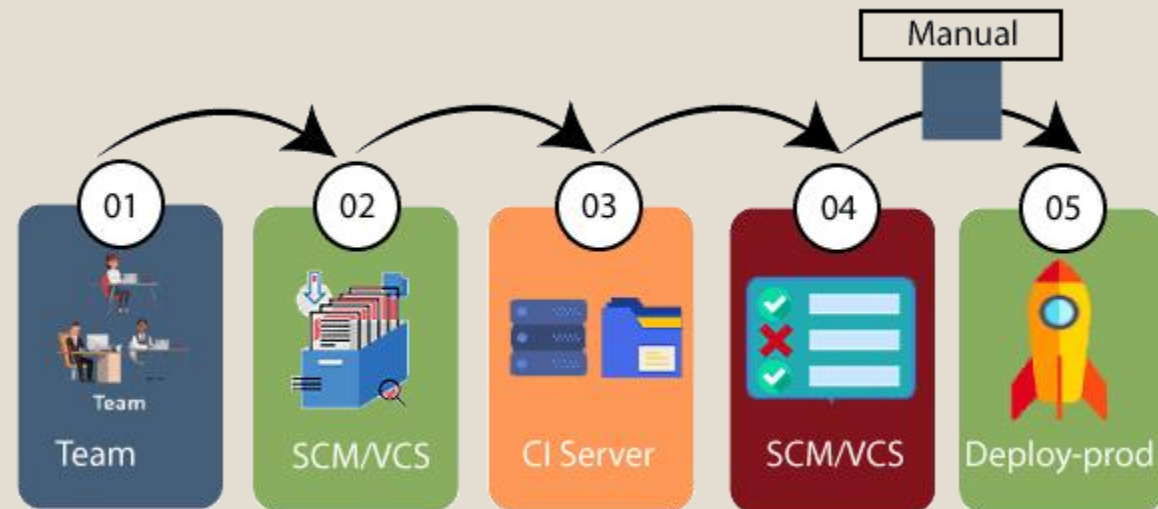 Manual
01
02
03
04
05
Team
Team
SCM/VCS
CI Server
SCM/VCS
Deploy-prod